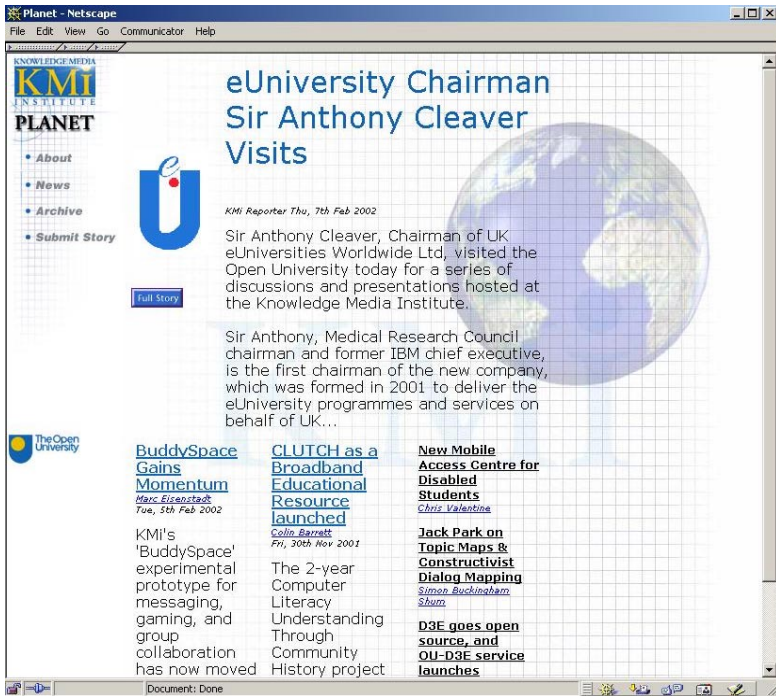 Planet - Netscape
File Edit View Go Communicator Help
KNOWLEDGE MEDIA
KMi
INSTITUTE
PLANET
About
News
Archive
Submit Story
eUniversity Chairman
Sir Anthony Cleaver
Visits
KMi Reporter Thu, 7th Feb 2002
Sir Anthony Cleaver, Chairman of UK
eUniversities Worldwide Ltd, visited the
Open University today for a series of
discussions and presentations hosted at
the Knowledge Media Institute.
Full Story
Sir Anthony, Medical Research Council
chairman and former IBM chief executive,
is the first chairman of the new company,
which was formed in 2001 to deliver the
eUniversity programmes and services on
behalf of UK...
The Open
University
BuddySpace
Gains
Momentum
Marc Eisenstadt
Tue, 5th Feb 2002
KMi's
'BuddySpace'
experimental
prototype for
messaging,
gaming, and
group
collaboration
has now moved
CLUTCH as a
Broadband
Educational
Resource
launched
Colin Barrett
Fri, 30th Nov 2001
The 2-year
Computer
Literacy
Understanding
Through
Community
History project
New Mobile
Access Centre for
Disabled
Students
Chris Valentine
Jack Park on
Topic Maps &
Constructivist
Dialog Mapping
Simon Buckingham
Shum
D3E goes open
source, and
OU-D3E service
launches
KMi
Document: Done